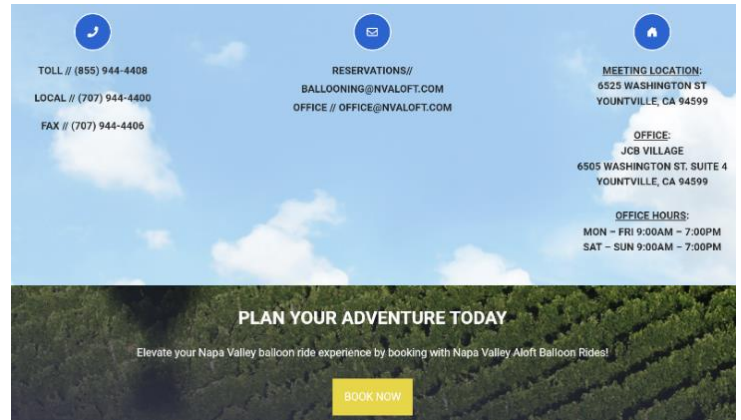 TOLL // (855) 944-4408
LOCAL // (707) 944-4400
FAX // (707) 944-4406
RESERVATIONS//
BALLOONING@NVALOFT.COM
OFFICE // OFFICE@NVALOFT.COM
MEETING LOCATION:
6525 WASHINGTON ST
YOUNTVILLE, CA 94599
OFFICE:
JCB VILLAGE
6505 WASHINGTON ST. SUITE 4
YOUNTVILLE, CA 94599
OFFICE HOURS:
MON – FRI 9:00AM – 7:00PM
SAT – SUN 9:00AM – 7:00PM
PLAN YOUR ADVENTURE TODAY
Elevate your Napa Valley balloon ride experience by booking with Napa Valley Aloft Balloon Rides!
BOOK NOW